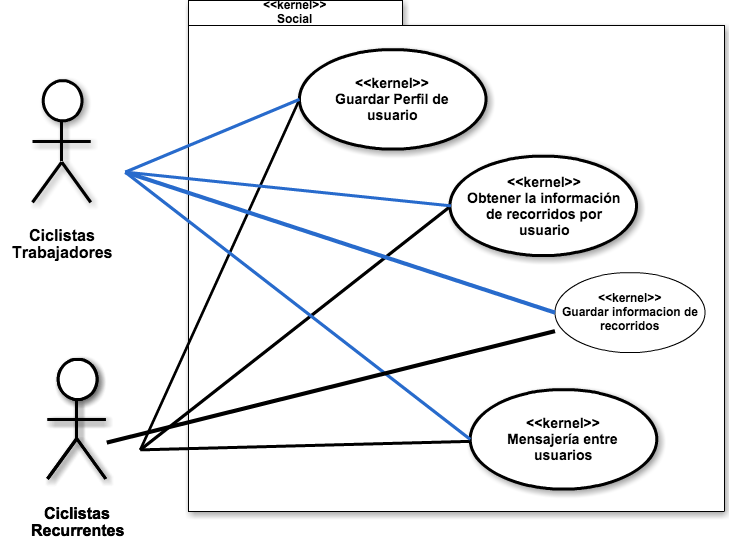 <<kernel>>
Social
<<kernel>>
Guardar Perfil de
usuario
<<kernel>>
Obtener la información
de recorridos por
usuario
Ciclistas
Trabajadores
<<kernel>>
Guardar informacion de
recorridos
<<kernel>>
Mensajería entre
usuarios
Ciclistas
Recurrentes